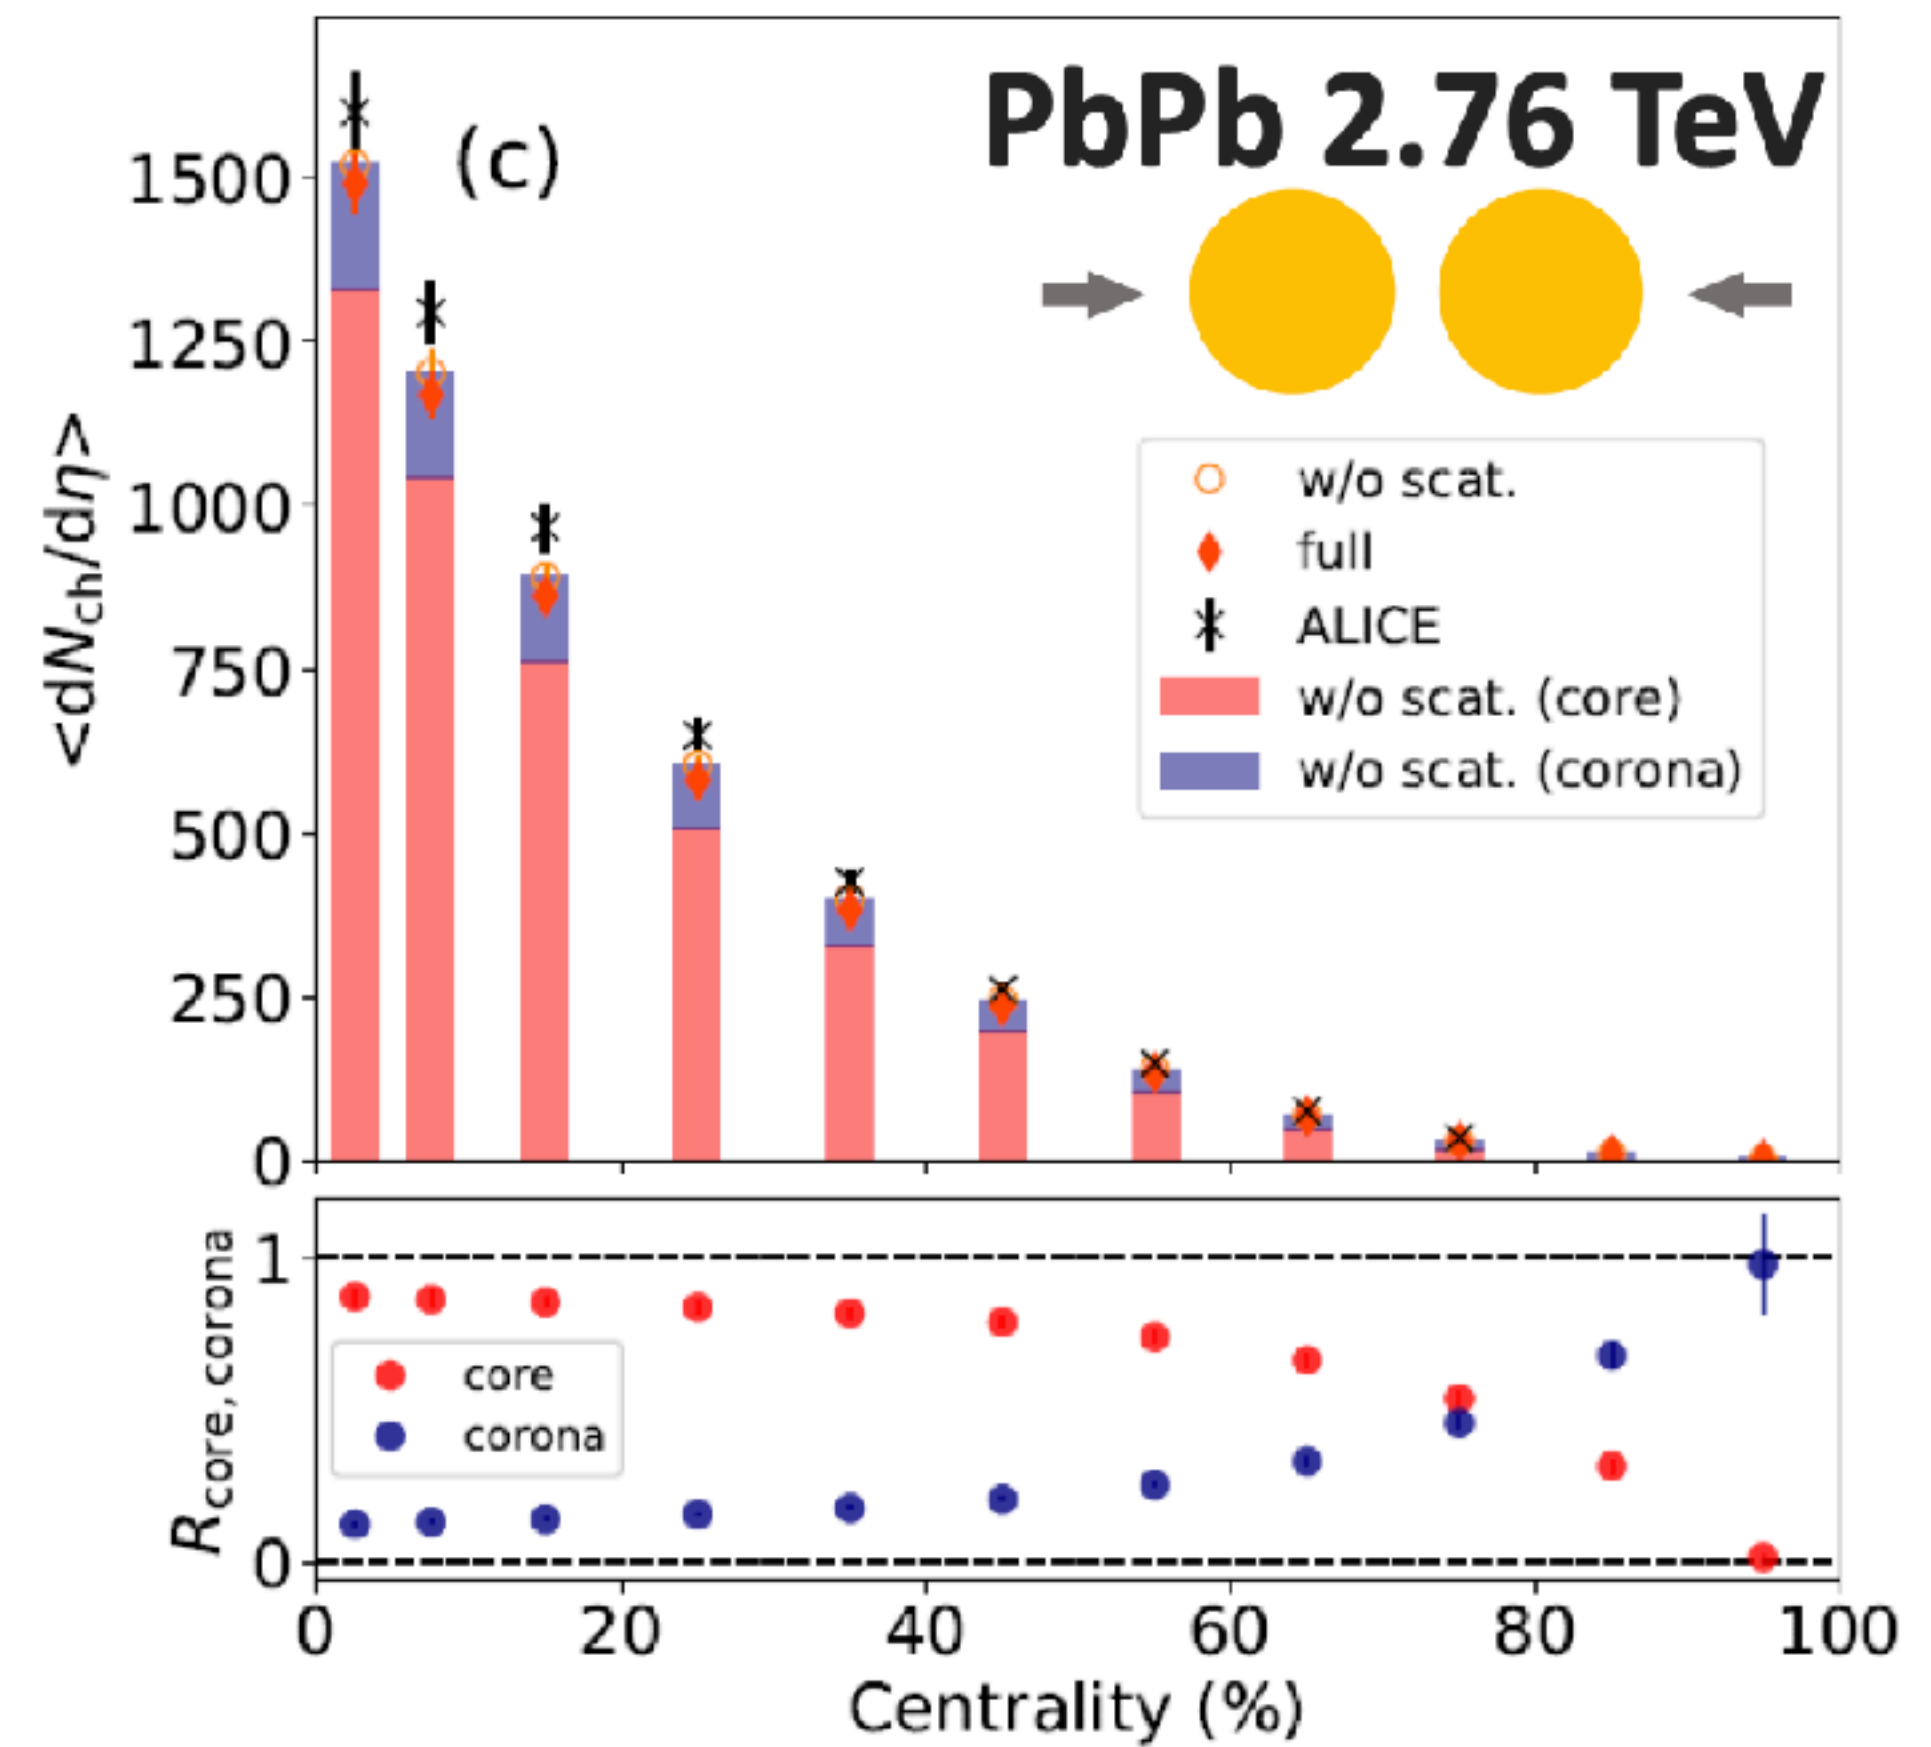 PbPb 2.76 TeV
(c)
1500
1250
1000
750
500
250
0
<dN_ch/dη>
w/o scat.
full
ALICE
w/o scat. (core)
w/o scat. (corona)
1
0
R_core, corona
core
corona
0 20 40 60 80 100
Centrality (%)